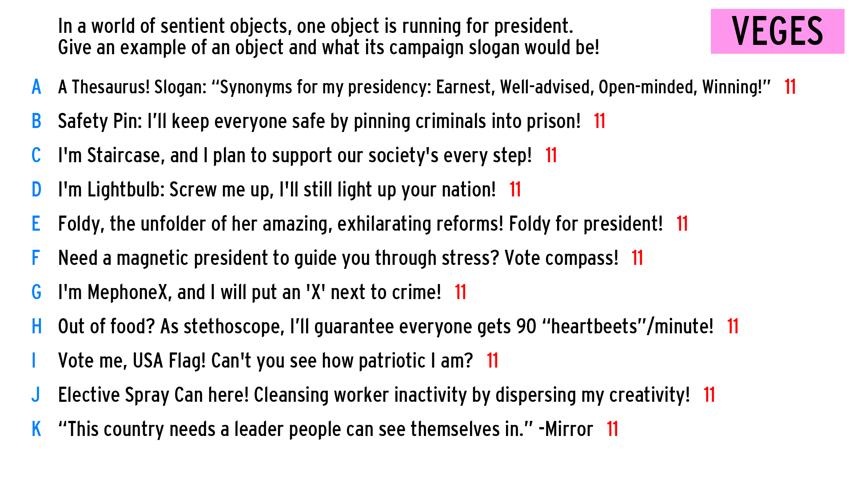 In a world of sentient objects, one object is running for president.
Give an example of an object and what its campaign slogan would be!
VEGES
A A Thesaurus! Slogan: “Synonyms for my presidency: Earnest, Well-advised, Open-minded, Winning!” 11
B Safety Pin: I’ll keep everyone safe by pinning criminals into prison! 11
C I'm Staircase, and I plan to support our society's every step! 11
D I'm Lightbulb: Screw me up, I'll still light up your nation! 11
E Foldy, the unfolder of her amazing, exhilarating reforms! Foldy for president! 11
F Need a magnetic president to guide you through stress? Vote compass! 11
G I'm MephoneX, and I will put an 'X' next to crime! 11
H Out of food? As stethoscope, I’ll guarantee everyone gets 90 “heartbeets”/minute! 11
I Vote me, USA Flag! Can't you see how patriotic I am? 11
J Elective Spray Can here! Cleansing worker inactivity by dispersing my creativity! 11
K “This country needs a leader people can see themselves in.” -Mirror 11